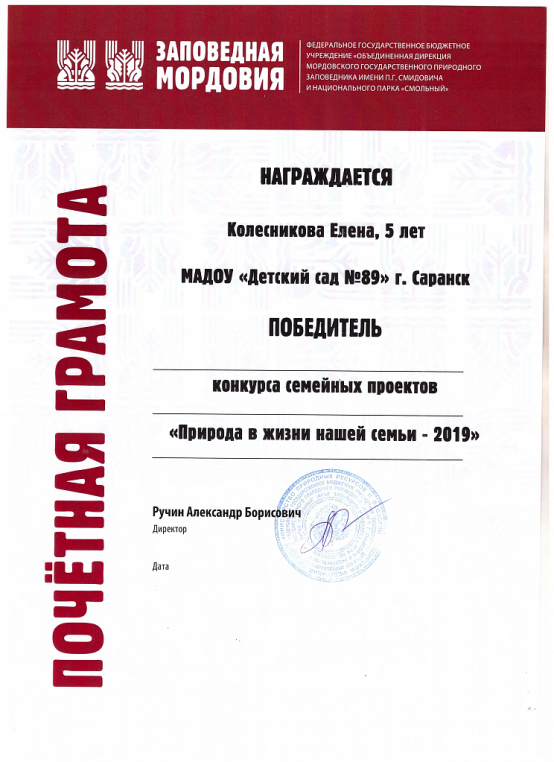 ЗАПОВЕДНАЯ
МОРДОВИЯ
ФЕДЕРАЛЬНОЕ ГОСУДАРСТВЕННОЕ БЮДЖЕТНОЕ
УЧРЕЖДЕНИЕ «ОБЪЕДИНЕННАЯ ДИРЕКЦИЯ
МОРДОВСКОГО ГОСУДАРСТВЕННОГО ПРИРОДНОГО
ЗАПОВЕДНИКА ИМЕНИ П.Г. СМИДОВИЧА
И НАЦИОНАЛЬНОГО ПАРКА «СМОЛЬНЫЙ»
ПОЧЁТНАЯ ГРАМОТА
НАГРАЖДАЕТСЯ
Колесникова Елена, 5 лет
МАДОУ «Детский сад №89» г. Саранск
ПОБЕДИТЕЛЬ
конкурса семейных проектов
«Природа в жизни нашей семьи - 2019»
Ручин Александр Борисович
Директор
Дата